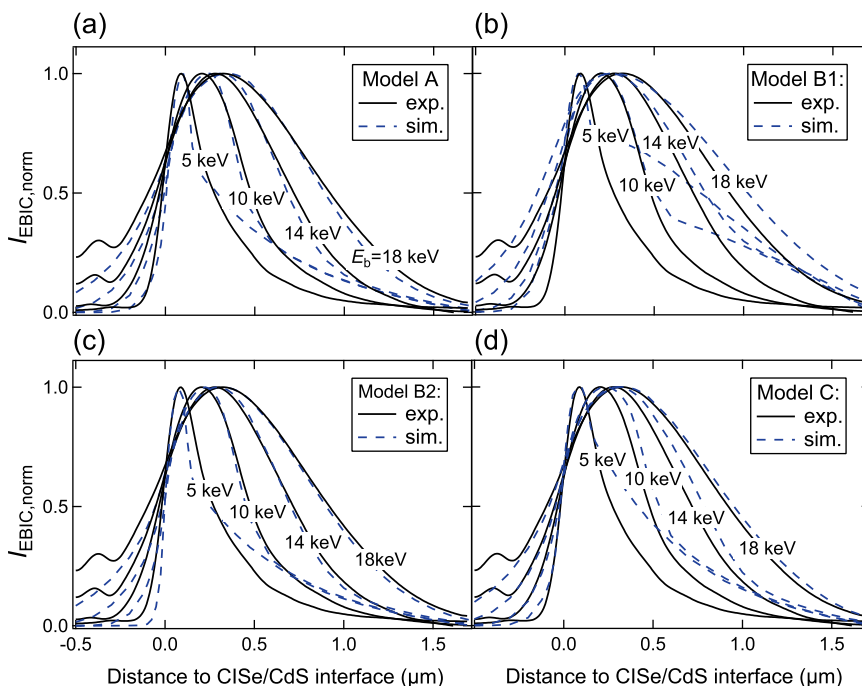 (a)
(b)
Model A
exp.
sim.
Model B1:
exp.
sim.
1.0
0.5
0.0
I_EBIC,norm
5 keV
10 keV
14 keV
E_b=18 keV
5 keV
10 keV
14 keV
18 keV
(c)
(d)
Model B2:
exp.
sim.
Model C:
exp.
sim.
1.0
0.5
0.0
I_EBIC,norm
5 keV
10 keV
14 keV
18keV
5 keV
10 keV
14 keV
18 keV
-0.5 0.0 0.5 1.0 1.5
0.0 0.5 1.0 1.5
Distance to CISe/CdS interface (µm)
Distance to CISe/CdS interface (µm)